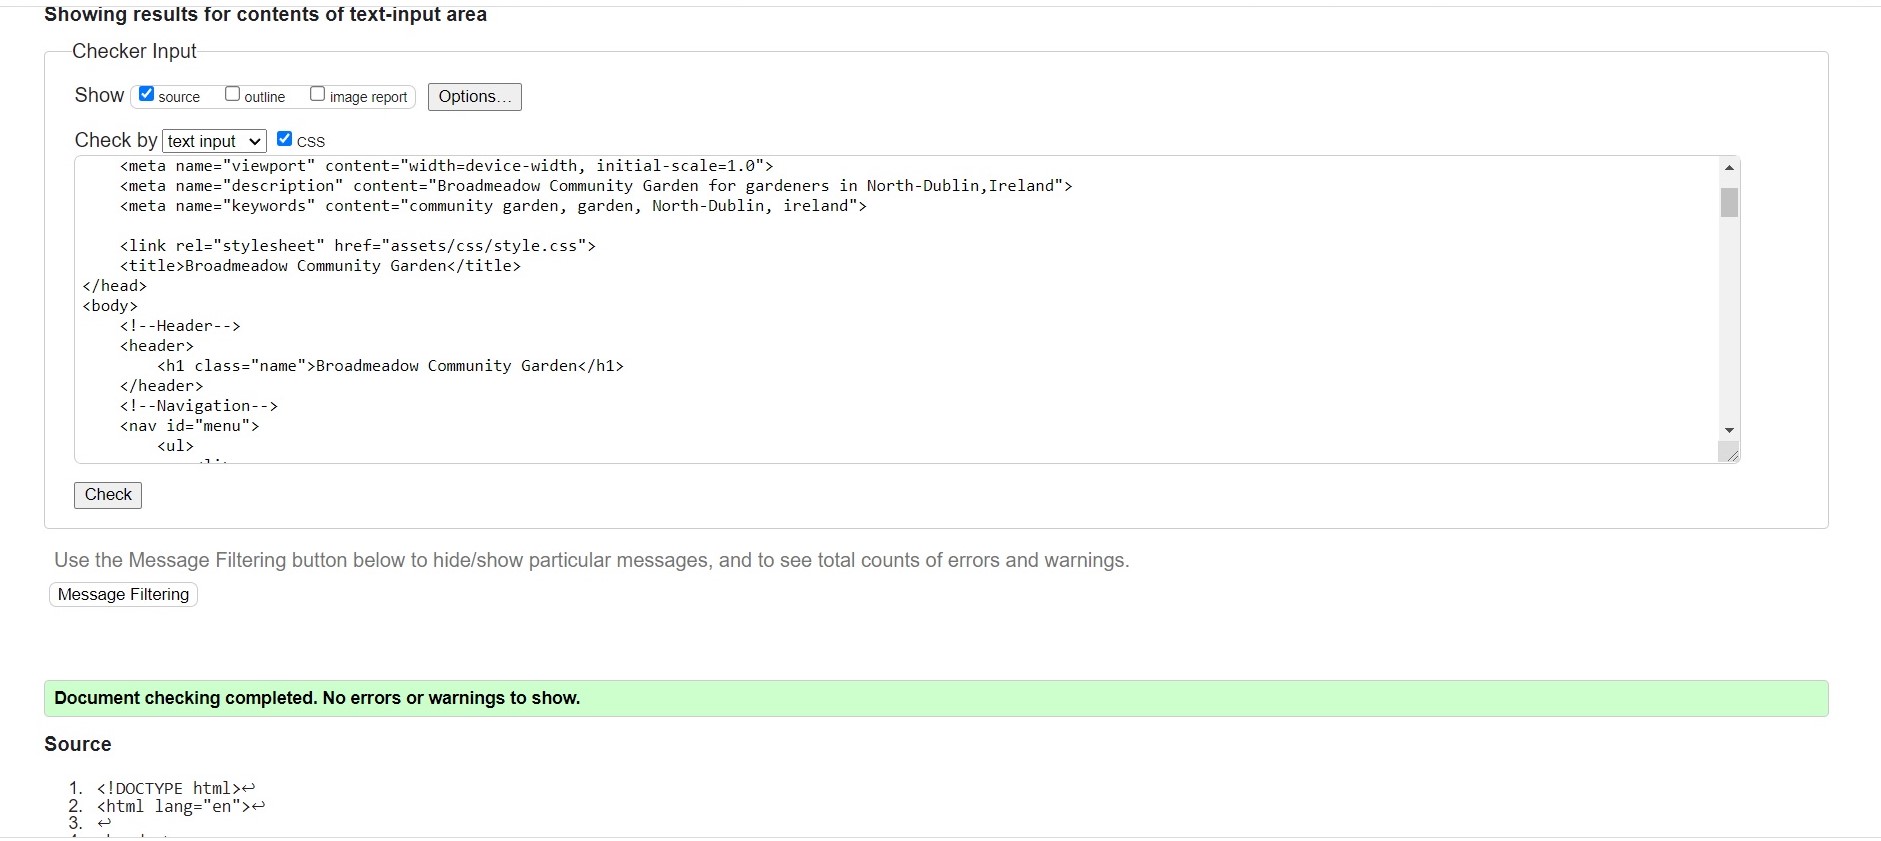 Showing results for contents of text-input area
Checker Input
Show source outline image report Options...
Check by text input CSS
<meta name="viewport" content="width=device-width, initial-scale=1.0">
<meta name="description" content="Broadmeadow Community Garden for gardeners in North-Dublin,Ireland">
<meta name="keywords" content="community garden, garden, North-Dublin, ireland">
<link rel="stylesheet" href="assets/css/style.css">
<title>Broadmeadow Community Garden</title>
</head>
<body>
<!--Header-->
<header>
<h1 class="name">Broadmeadow Community Garden</h1>
</header>
<!--Navigation-->
<nav id="menu">
<ul>
Check
Use the Message Filtering button below to hide/show particular messages, and to see total counts of errors and warnings.
Message Filtering
Document checking completed. No errors or warnings to show.
Source
1. <!DOCTYPE html>↩
2. <html lang="en">↩
3. ↩